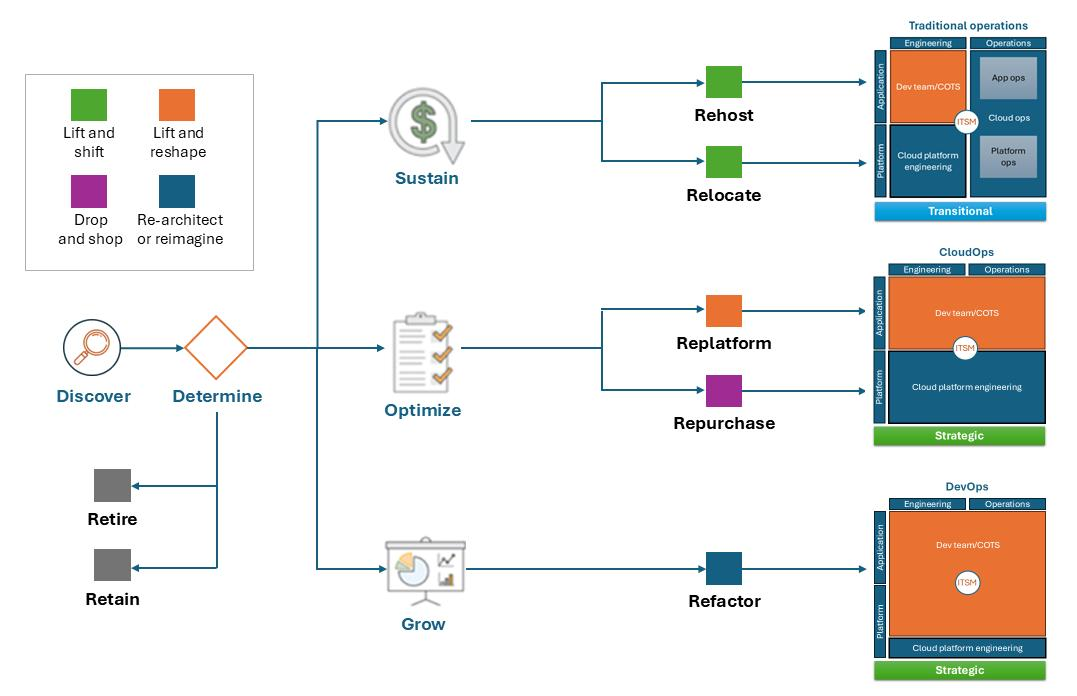 Lift and
shift
Lift and
reshape
Drop
and shop
Re-architect
or reimagine
Discover
Determine
Retire
Retain
$
Sustain
Optimize
Grow
Rehost
Relocate
Replatform
Repurchase
Refactor
Traditional operations
Engineering
Operations
Application
Platform
Dev team/COTS
App ops
ITSM
Cloud ops
Cloud platform
engineering
Platform
ops
Transitional
CloudOps
Engineering
Operations
Application
Platform
Dev team/COTS
ITSM
Cloud platform engineering
Strategic
DevOps
Engineering
Operations
Application
Platform
Dev team/COTS
ITSM
Cloud platform engineering
Strategic